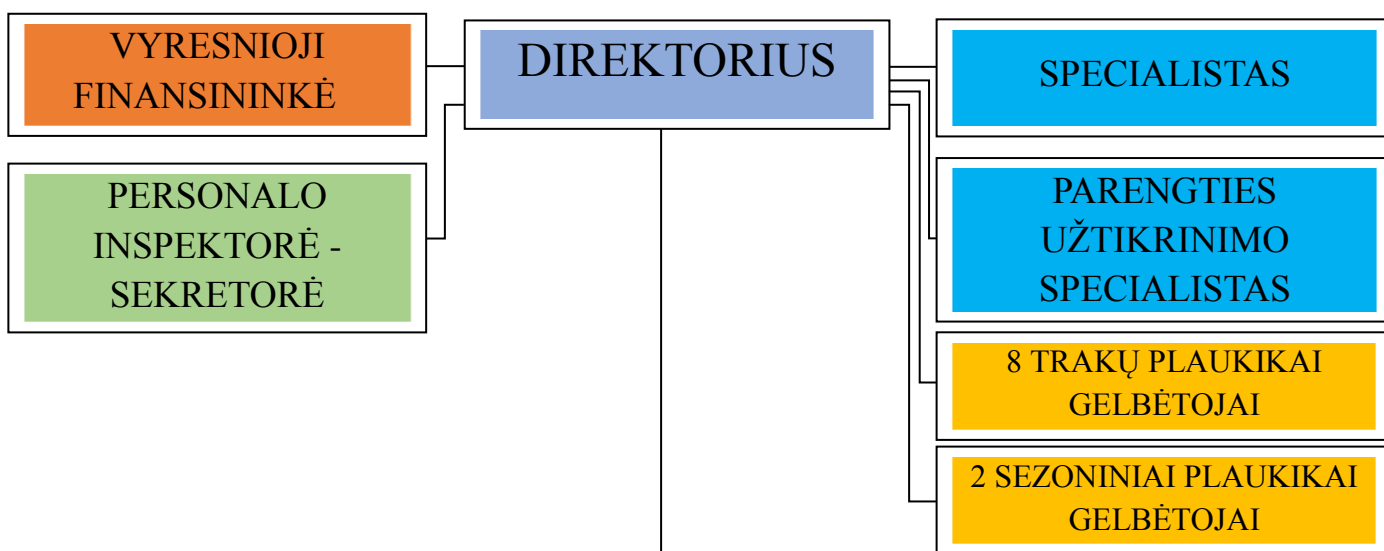 VYRESNIOJI
FINANSININKĖ
DIREKTORIUS
SPECIALISTAS
PERSONALO
INSPEKTORĖ -
SEKRETORĖ
PARENGTIES
UŽTIKRINIMO
SPECIALISTAS
8 TRAKŲ PLAUKIKAI
GELBĖTOJAI
2 SEZONINIAI PLAUKIKAI
GELBĖTOJAI